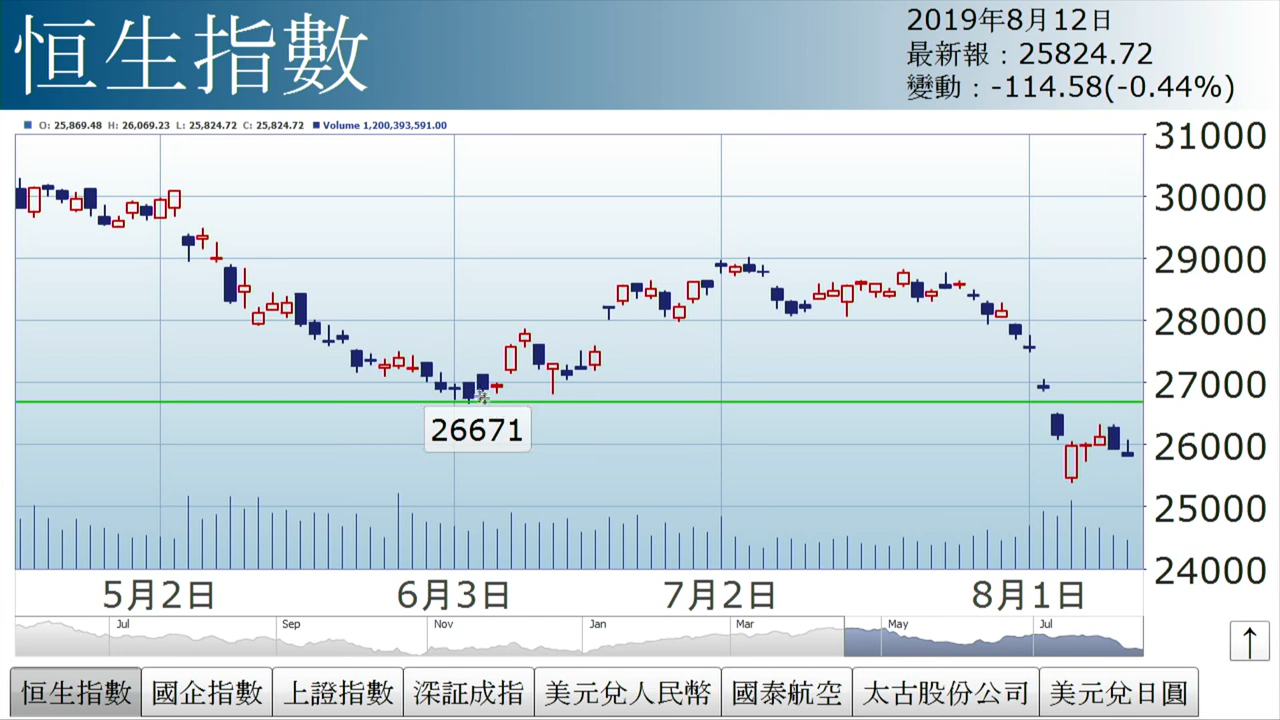 恒生指數
2019年8月12日
最新報：25824.72
變動：-114.58(-0.44%)
O: 25,869.48 H: 26,069.23 L: 25,824.72 C: 25,824.72 Volume 1,200,393,591.00
31000
30000
29000
28000
27000
26671
26000
25000
24000
5月2日 6月3日 7月2日 8月1日
Jul Sep Nov Jan Mar May Jul
↑
恒生指數 國企指數 上證指數 深証成指 美元兌人民幣 國泰航空 太古股份公司 美元兌日圓